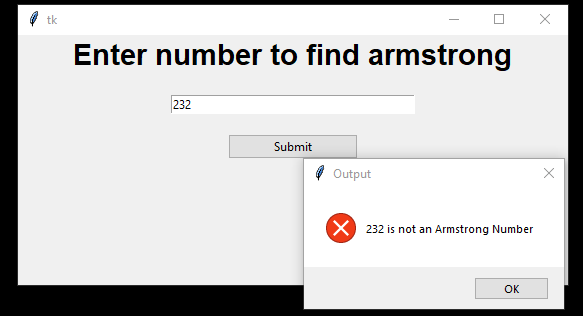 tk
Enter number to find armstrong
232
Submit
Output
232 is not an Armstrong Number
OK